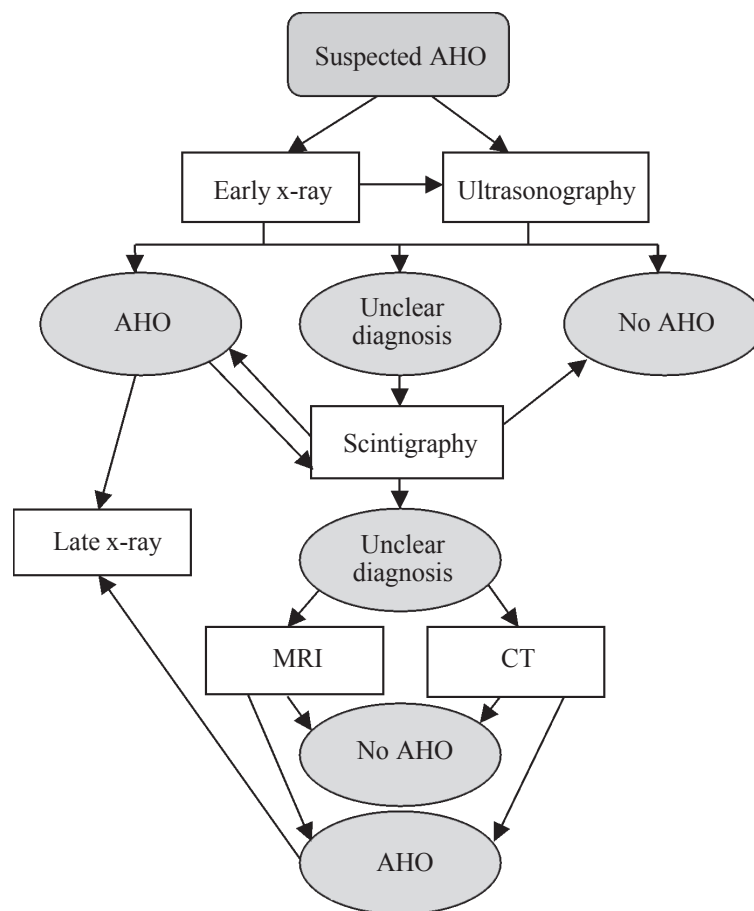 Suspected AHO
Early x-ray
Ultrasonography
AHO
Unclear
diagnosis
No AHO
Scintigraphy
Late x-ray
Unclear
diagnosis
MRI
CT
No AHO
AHO